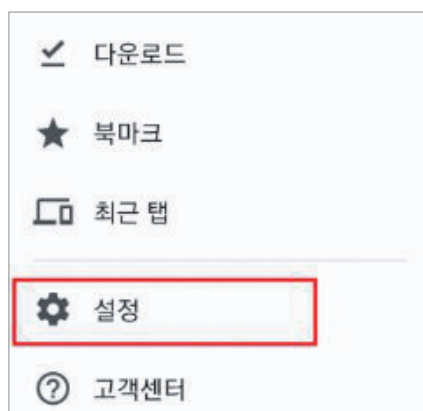 다운로드
북마크
최근 탭
설정
고객센터